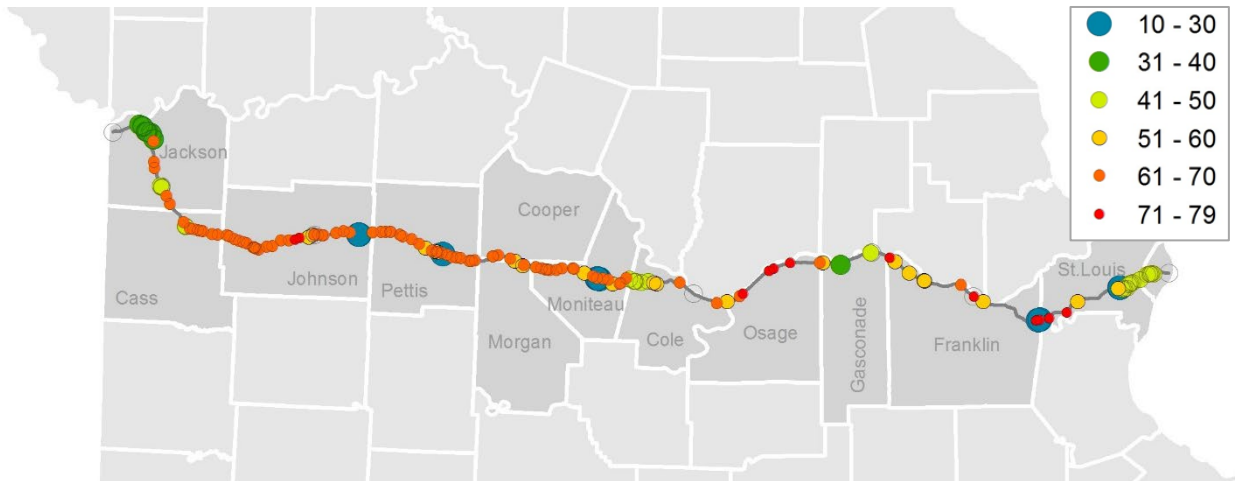 10 - 30
31 - 40
41 - 50
51 - 60
61 - 70
71 - 79
Jackson
Cooper
St.Louis
Johnson
Pettis
Cass
Moniteau
Osage
Gasconade
Franklin
Morgan
Cole